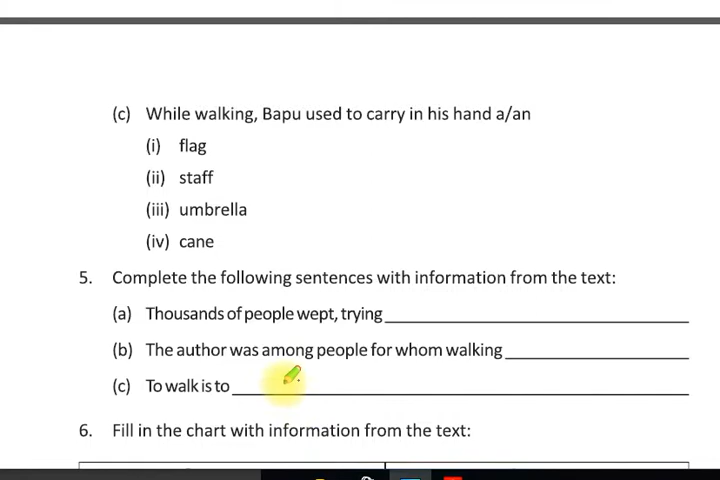 (c) While walking, Bapu used to carry in his hand a/an
(i) flag
(ii) staff
(iii) umbrella
(iv) cane
5. Complete the following sentences with information from the text:
(a) Thousands of people wept, trying
(b) The author was among people for whom walking
(c) To walk is to
6. Fill in the chart with information from the text: